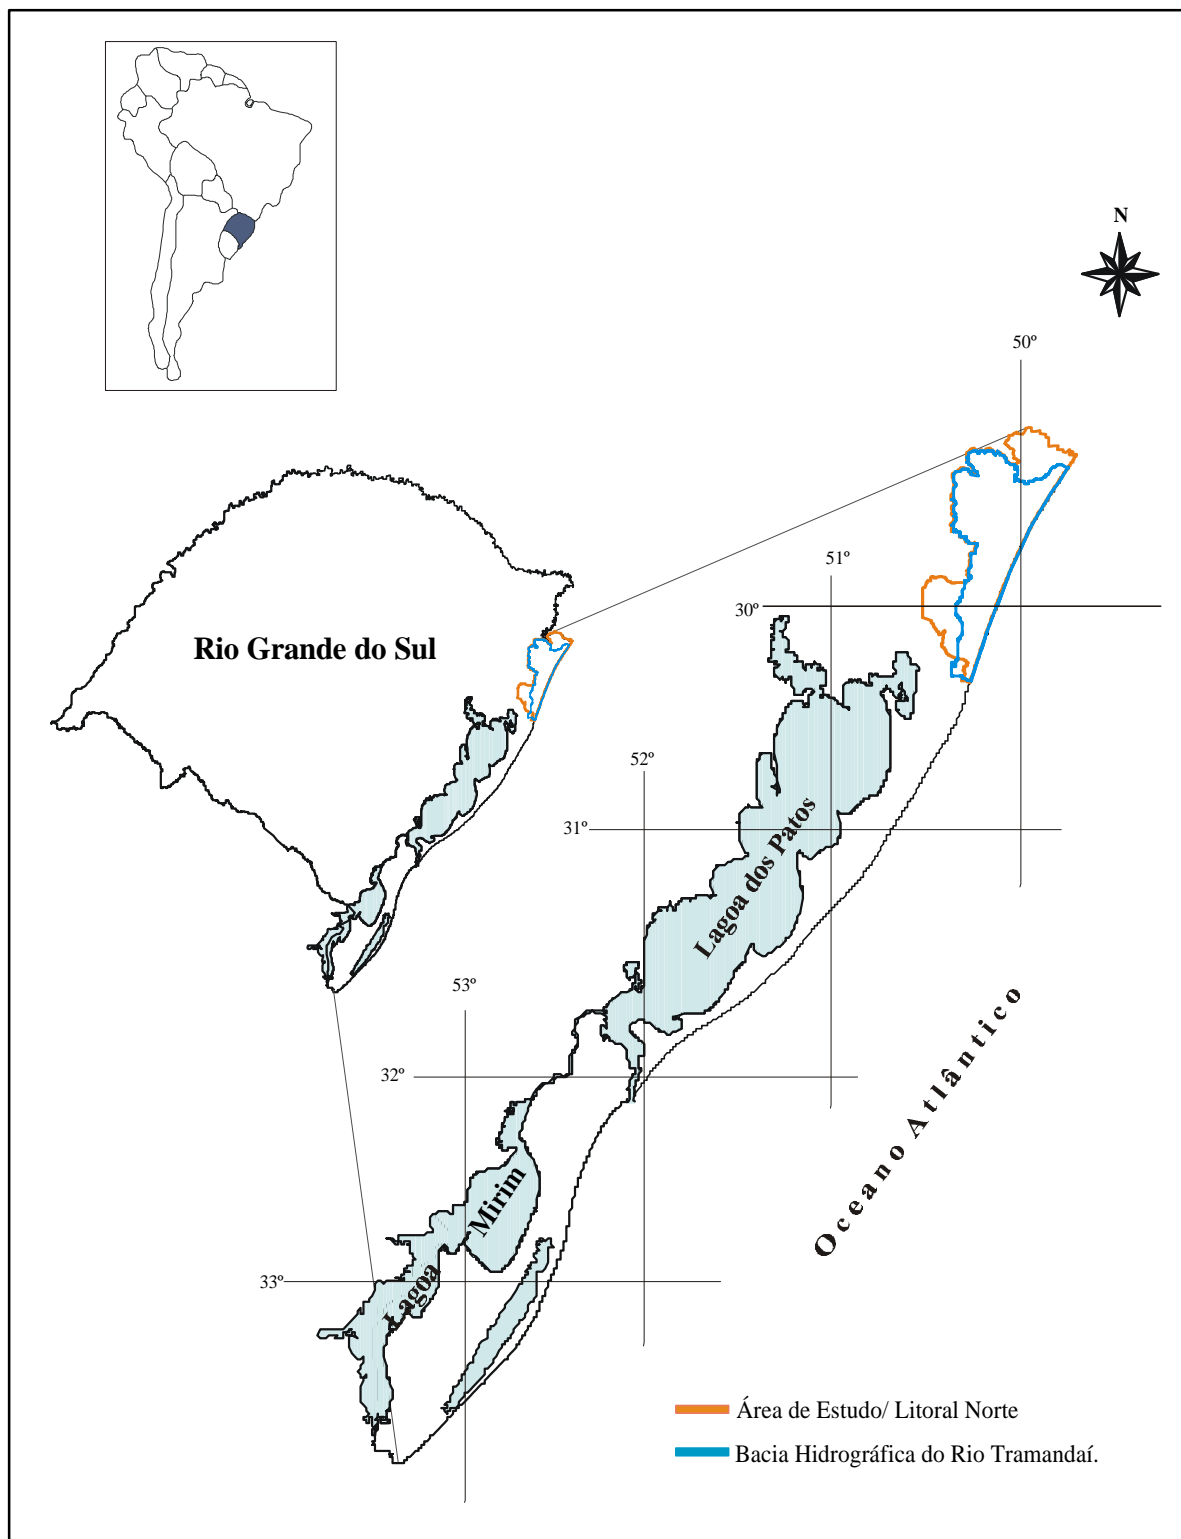 N
50º
51º
30º
Rio Grande do Sul
52º
31º
Lagoa dos Patos
53º
32º
Oceano Atlântico
Lagoa Mirim
33º
Área de Estudo/ Litoral Norte
Bacia Hidrográfica do Rio Tramandaí.